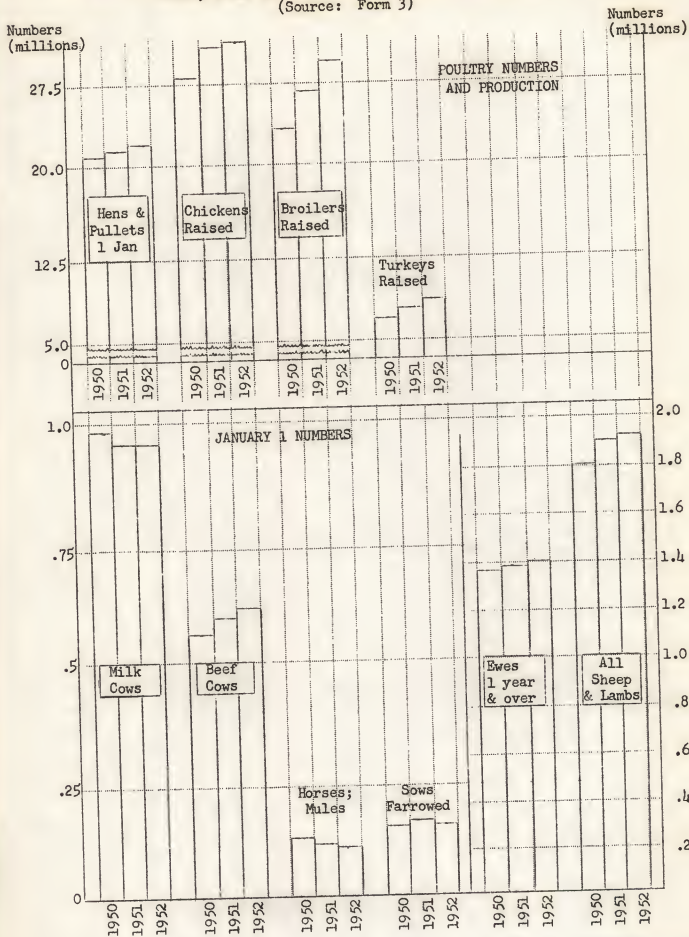 (Source: Form 3)
Numbers
(millions)
Numbers
(millions)
POULTRY NUMBERS
AND PRODUCTION
27.5
20.0
12.5
5.0
0
Hens &
Pullets
1 Jan
Chickens
Raised
Broilers
Raised
Turkeys
Raised
1950
1951
1952
1950
1951
1952
1950
1951
1952
1950
1951
1952
JANUARY 1 NUMBERS
1.0
.75
.5
.25
0
2.0
1.8
1.6
1.4
1.2
1.0
.8
.6
.4
.2
Milk
Cows
Beef
Cows
Horses;
Mules
Sows
Farrowed
Ewes
1 year
& over
All
Sheep
& Lambs
1950
1951
1952
1950
1951
1952
1950
1951
1952
1950
1951
1952
1950
1951
1952
1950
1951
1952